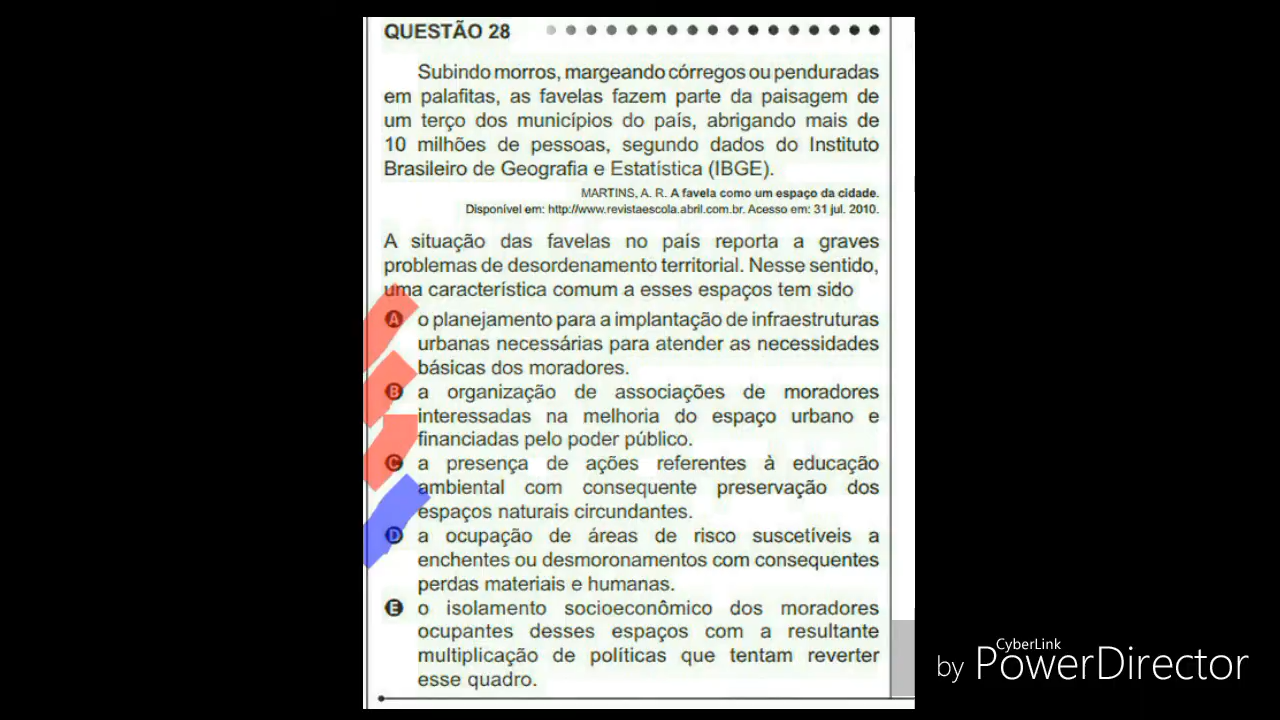 QUESTÃO 28
Subindo morros, margeando córregos ou penduradas
em palafitas, as favelas fazem parte da paisagem de
um terço dos municípios do país, abrigando mais de
10 milhões de pessoas, segundo dados do Instituto
Brasileiro de Geografia e Estatística (IBGE).
MARTINS, A. R. A favela como um espaço da cidade.
Disponível em: http://www.revistaescola.abril.com.br. Acesso em: 31 jul. 2010.
A situação das favelas no país reporta a graves
problemas de desordenamento territorial. Nesse sentido,
uma característica comum a esses espaços tem sido
A o planejamento para a implantação de infraestruturas
urbanas necessárias para atender as necessidades
básicas dos moradores.
B a organização de associações de moradores
interessadas na melhoria do espaço urbano e
financiadas pelo poder público.
C a presença de ações referentes à educação
ambiental com consequente preservação dos
espaços naturais circundantes.
D a ocupação de áreas de risco suscetíveis a
enchentes ou desmoronamentos com consequentes
perdas materiais e humanas.
E o isolamento socioeconômico dos moradores
ocupantes desses espaços com a resultante
multiplicação de políticas que tentam reverter
esse quadro.
CyberLink
by PowerDirector